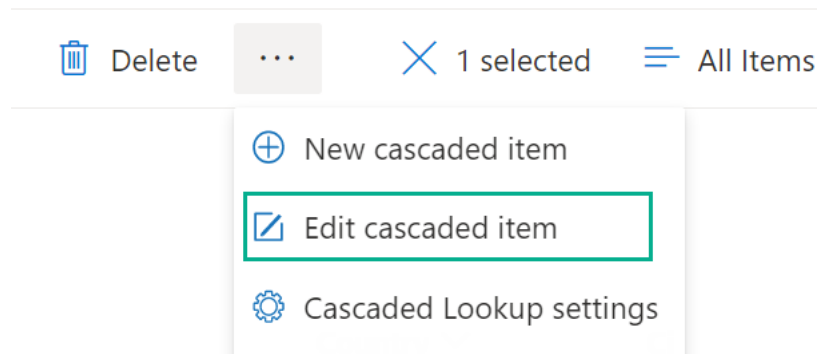 Delete ... 1 selected All Items
New cascaded item
Edit cascaded item
Cascaded Lookup settings